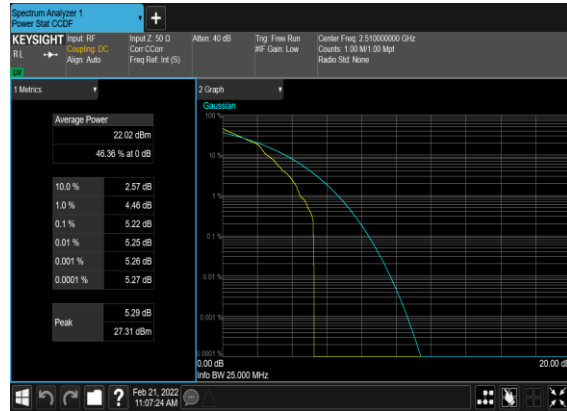 Spectrum Analyzer 1
Power Stat CCDF
KEYSIGHT
RL
Input: RF
Coupling: DC
Align: Auto
Input Z: 50 Ω
Corr CCorr
Freq Ref: Int (S)
Atten: 40 dB
Trig: Free Run
#IF Gain: Low
Center Freq: 2.510000000 GHz
Counts: 1.00 M/1.00 Mpt
Radio Std: None
1 Metrics
Average Power
22.02 dBm
46.36 % at 0 dB
10.0 % 2.57 dB
1.0 % 4.46 dB
0.1 % 5.22 dB
0.01 % 5.25 dB
0.001 % 5.26 dB
0.0001 % 5.27 dB
Peak
5.29 dB
27.31 dBm
2 Graph
Gaussian
100 %
10 %
1 %
0.1 %
0.01 %
0.001 %
0.0001 %
0.00 dB
20.00 dB
Info BW 25.000 MHz
?
Feb 21, 2022
11:07:24 AM